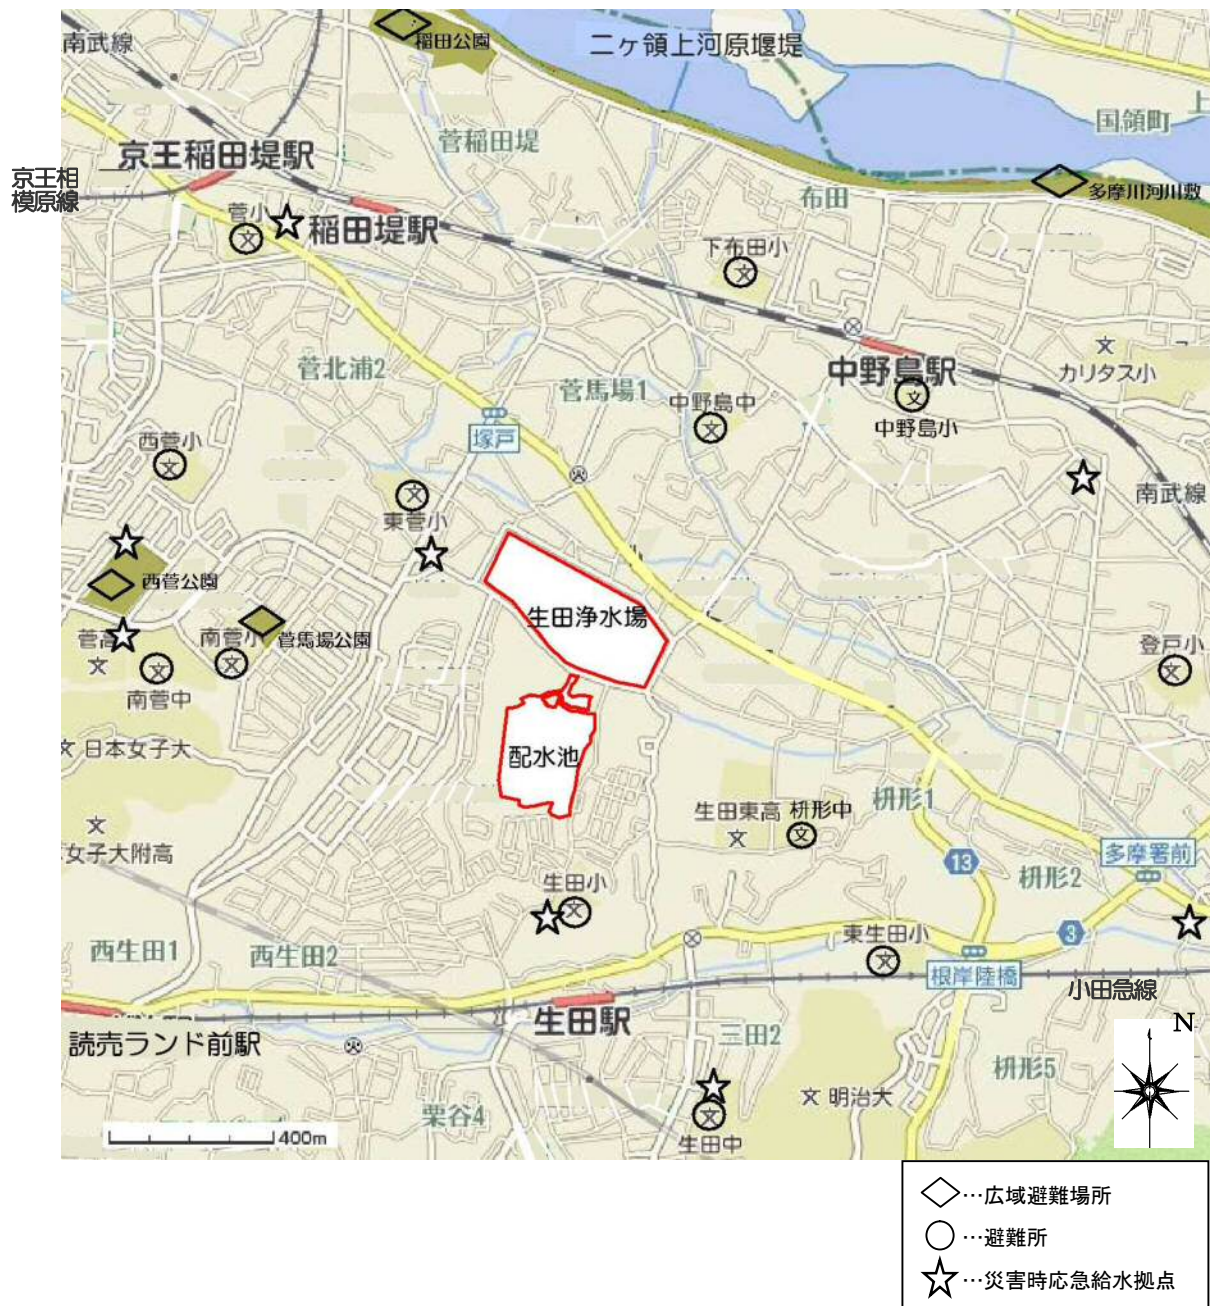 稲田公園
南武線
二ヶ領上河原堰堤
国領町
上
菅稲田堤
京王稲田堤駅
京王相
模原線
多摩川河川敷
布田
菅小
稲田堤駅
下布田小
カリタス小
中野島駅
菅北浦2
菅馬場1
中野島中
中野島小
塚戸
西菅小
南武線
東菅小
西菅公園
生田浄水場
菅高
南菅小
菅馬場公園
登戸小
南菅中
日本女子大
配水池
生田東高
枡形中
枡形1
女子大附高
多摩署前
13
枡形2
生田小
3
東生田小
西生田1
西生田2
根岸陸橋
小田急線
生田駅
三田2
N
読売ランド前駅
枡形5
明治大
栗谷4
400m
生田中
…広域避難場所
…避難所
…災害時応急給水拠点